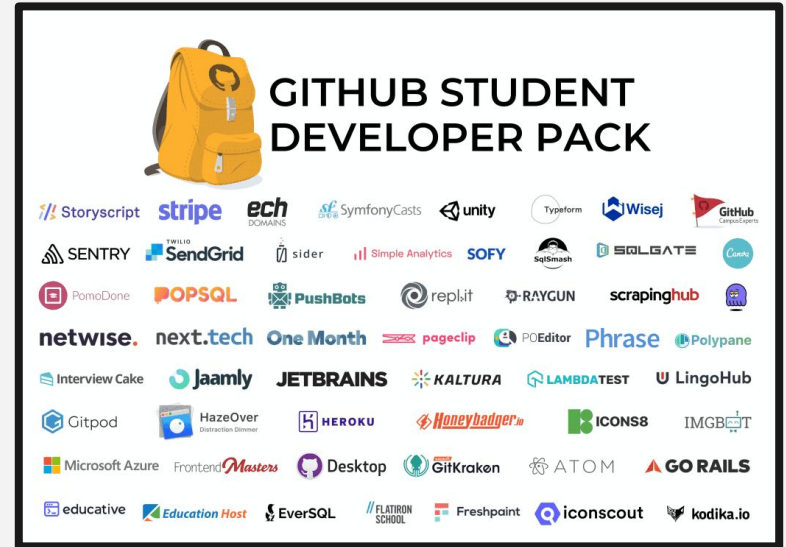 GITHUB STUDENT
DEVELOPER PACK
Storyscript stripe ech DOMAINS SymfonyCasts unity Typeform Wisej GitHub CampusExperts
SENTRY TWILIO SendGrid sider Simple Analytics SOFY SqlSmash SQLGATE Canva
PomoDone POPSQL PushBots repl.it RAYGUN scrapinghub
netwise. next.tech One Month pageclip POEditor Phrase Polypane
Interview Cake Jaamly JETBRAINS KALTURA LAMBDATEST LingoHub
Gitpod HazeOver Distraction Dimmer HEROKU Honeybadger.io ICONS8 IMGBOT
Microsoft Azure Frontend Masters Desktop GitKraken ATOM GO RAILS
educative Education Host EverSQL FLATIRON SCHOOL Freshpaint iconscout kodika.io